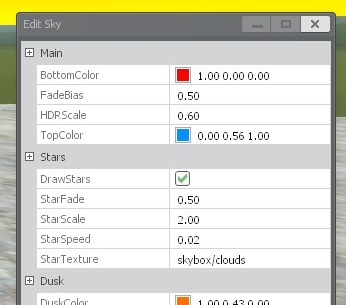 Edit Sky
Main
BottomColor 1.00 0.00 0.00
FadeBias 0.50
HDRScale 0.60
TopColor 0.00 0.56 1.00
Stars
DrawStars
StarFade 0.50
StarScale 2.00
StarSpeed 0.02
StarTexture skybox/clouds
Dusk
DuskColor 1.00 0.43 0.00